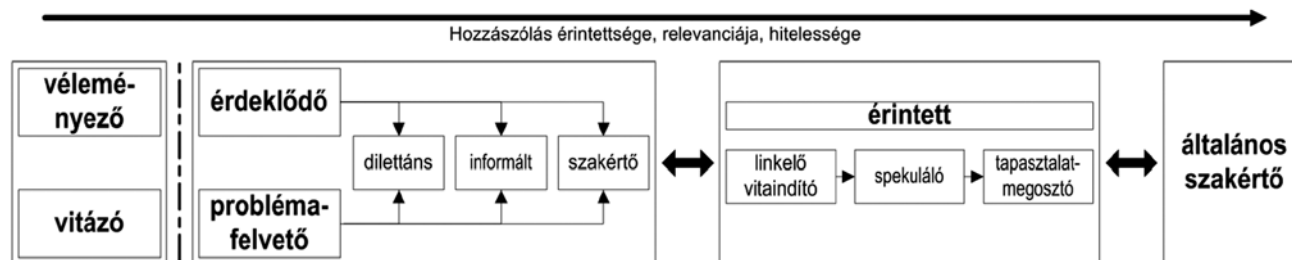 Hozzászólás érintettsége, relevanciája, hitelessége
vélemé-
nyező
vitázó
érdeklődő
dilettáns
informált
szakértő
probléma-
felvető
érintett
linkelő
vitaindító
spekuláló
tapasztalat-
megosztó
általános
szakértő